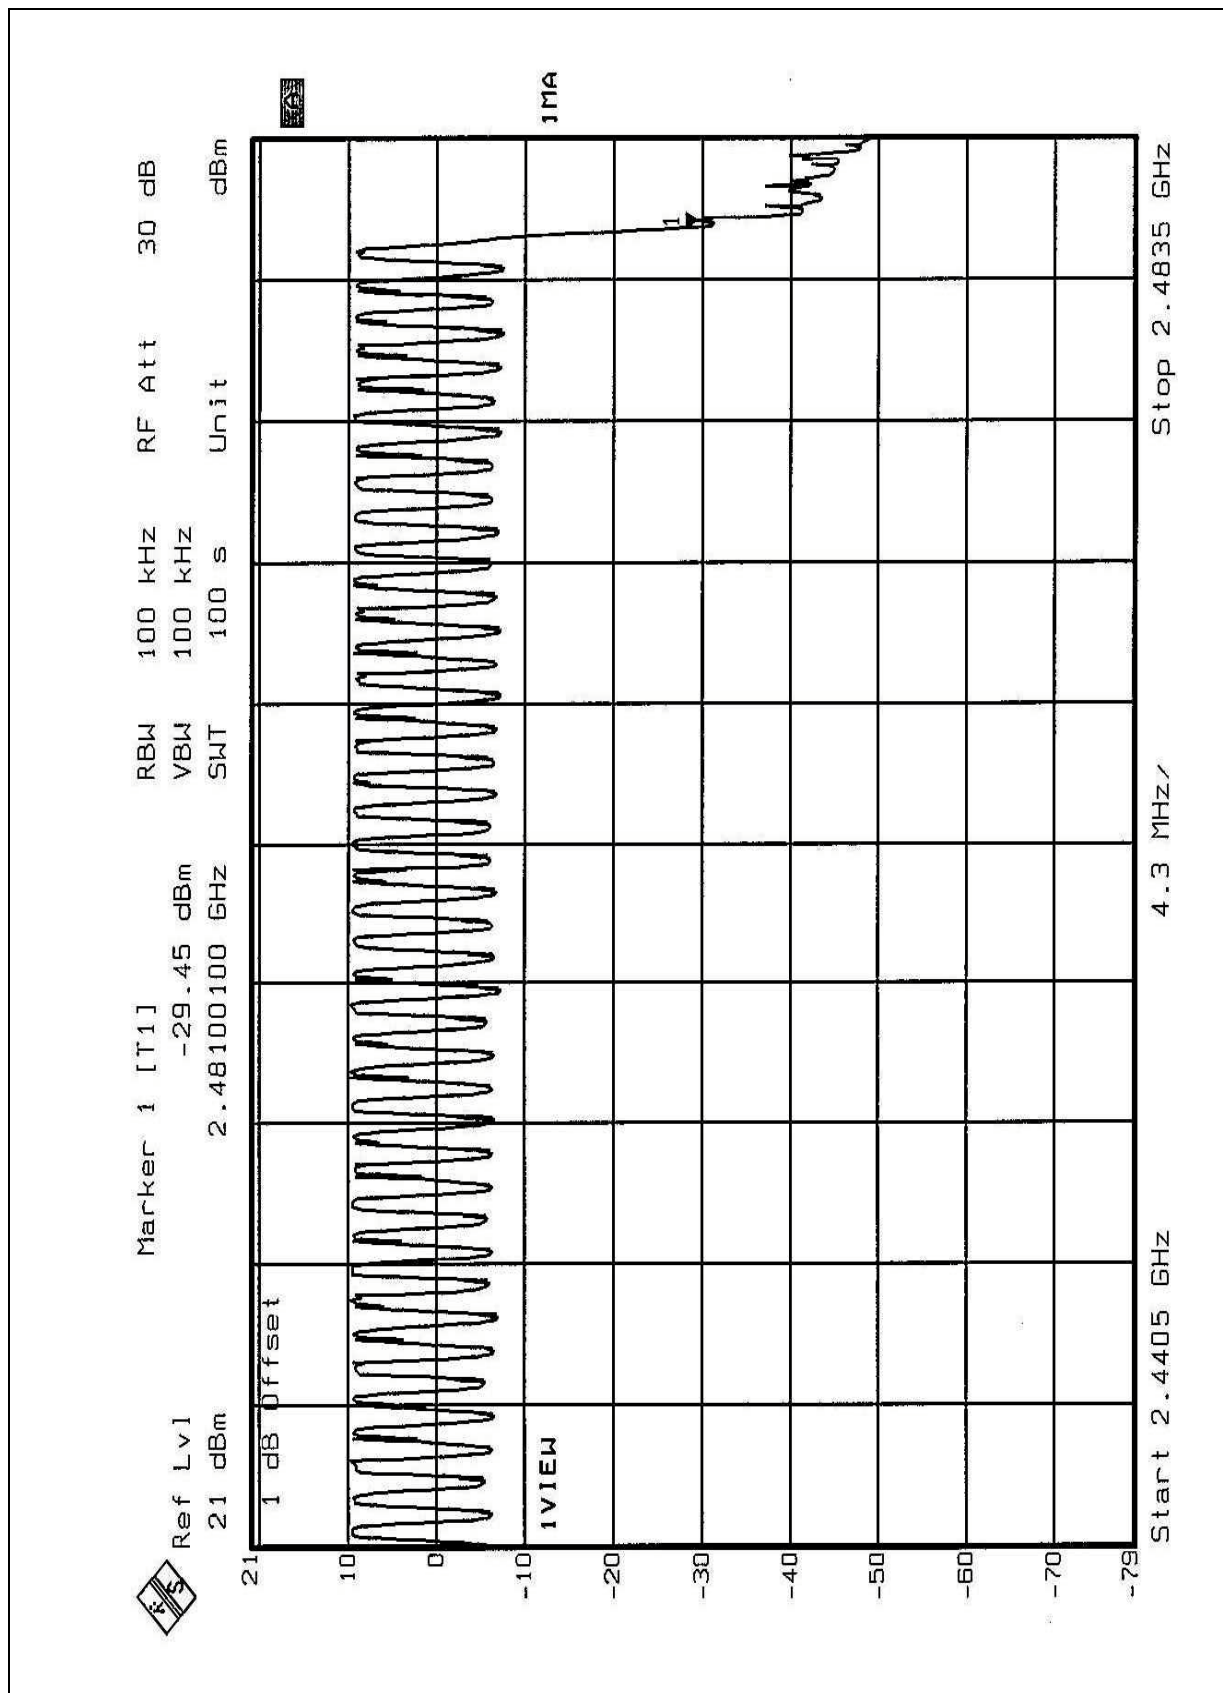 R S
Marker 1 [T1] RBW 100 kHz RF Att 30 dB
Ref Lvl -29.45 dBm VBW 100 kHz
21 dBm 2.48100100 GHz SWT 100 s Unit dBm
21
1 dB Offset
A
10
0
-10
1VIEW 1MA
-20
1
-30
-40
-50
-60
-70
-79
Start 2.4405 GHz 4.3 MHz/ Stop 2.4835 GHz